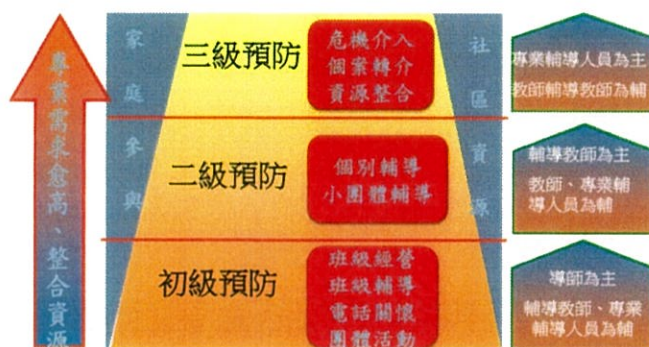 專業需求愈高、整合資源
家庭參與
三級預防
危機介入
個案轉介
資源整合
社區資源
專業輔導人員為主
教師輔導教師為輔
二級預防
個別輔導
小團體輔導
輔導教師為主
教師、專業輔
導人員為輔
初級預防
班級經營
班級輔導
電話關懷
團體活動
導師為主
輔導教師、專業
輔導人員為輔